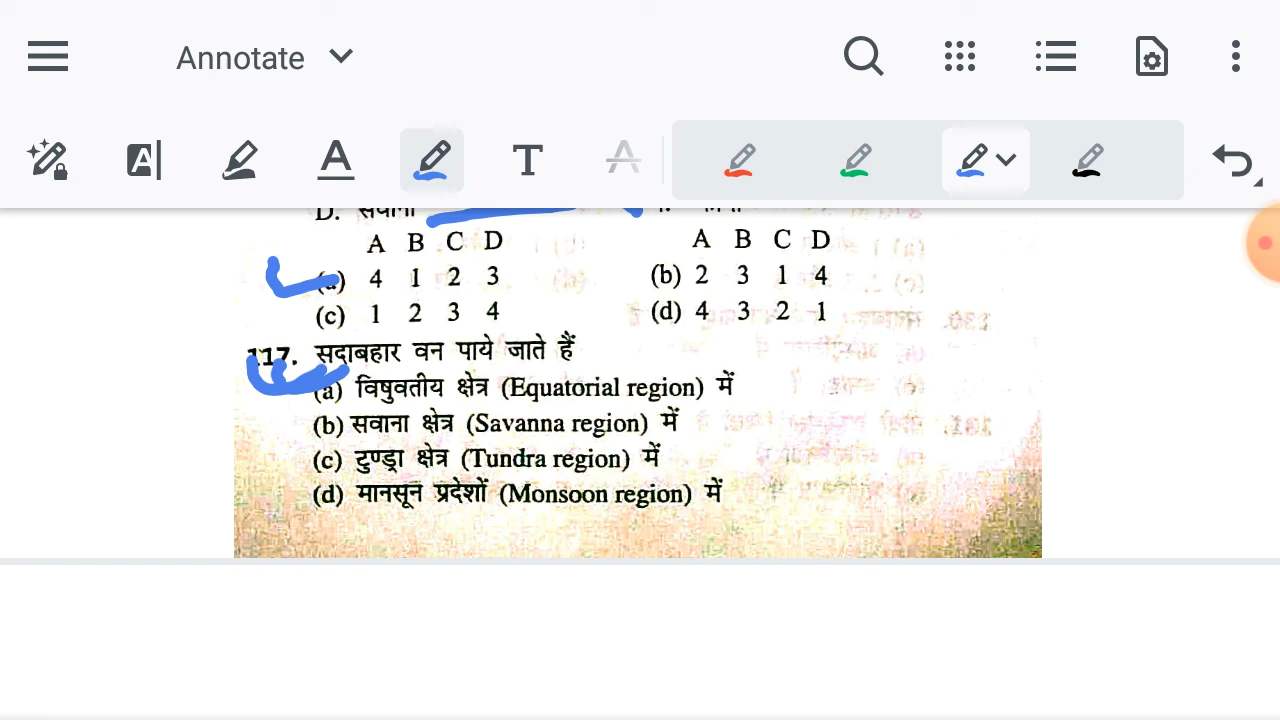 Annotate
D. सवाना
A B C D A B C D
(a) 4 1 2 3 (b) 2 3 1 4
(c) 1 2 3 4 (d) 4 3 2 1
117. सदाबहार वन पाये जाते हैं
(a) विषुवतीय क्षेत्र (Equatorial region) में
(b) सवाना क्षेत्र (Savanna region) में
(c) टुण्ड्रा क्षेत्र (Tundra region) में
(d) मानसून प्रदेशों (Monsoon region) में